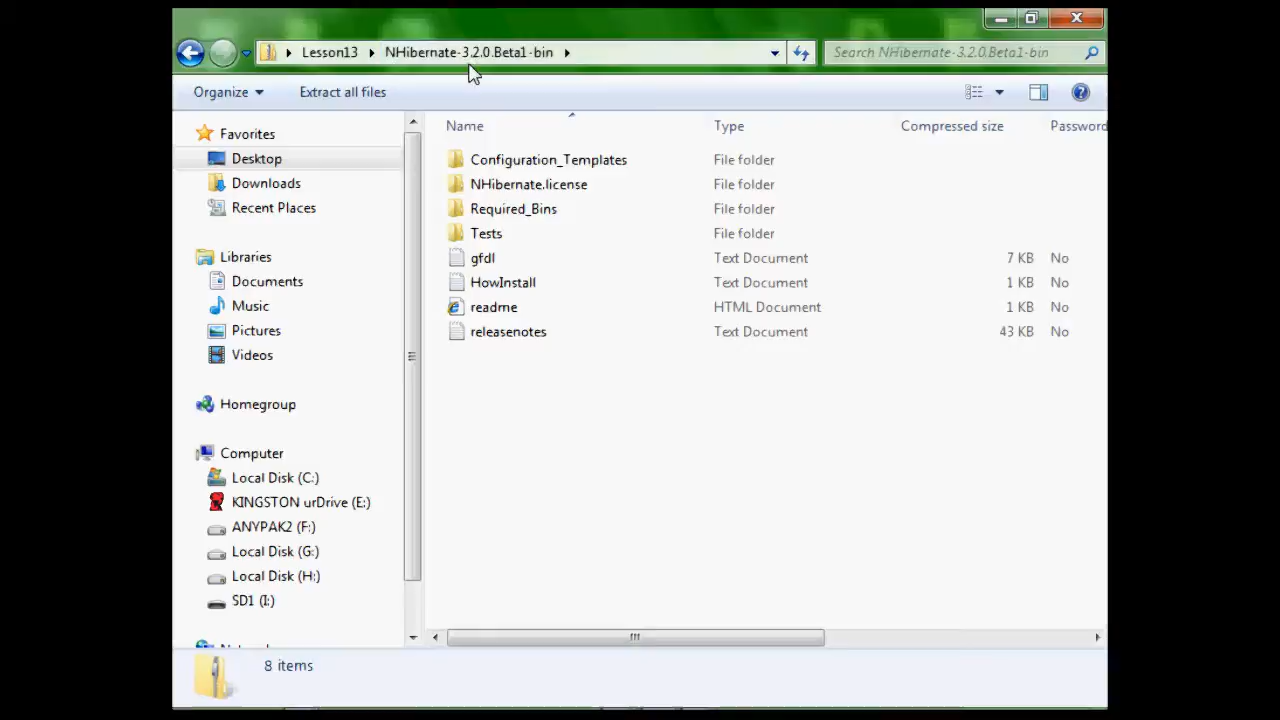 Lesson13 NHibernate-3.2.0.Beta1-bin Search NHibernate-3.2.0.Beta1-bin
Organize Extract all files
Favorites
Desktop
Downloads
Recent Places
Libraries
Documents
Music
Pictures
Videos
Homegroup
Computer
Local Disk (C:)
KINGSTON urDrive (E:)
ANYPAK2 (F:)
Local Disk (G:)
Local Disk (H:)
SD1 (I:)
Name Type Compressed size Password
Configuration_Templates File folder
NHibernate.license File folder
Required_Bins File folder
Tests File folder
gfdl Text Document 7 KB No
HowInstall Text Document 1 KB No
readme HTML Document 1 KB No
releasenotes Text Document 43 KB No
8 items